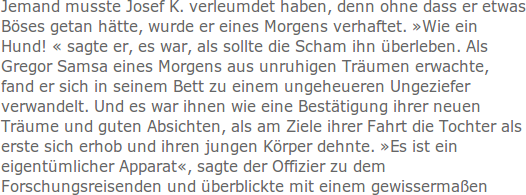 Jemand musste Josef K. verleumdet haben, denn ohne dass er etwas
Böses getan hätte, wurde er eines Morgens verhaftet. »Wie ein
Hund! « sagte er, es war, als sollte die Scham ihn überleben. Als
Gregor Samsa eines Morgens aus unruhigen Träumen erwachte,
fand er sich in seinem Bett zu einem ungeheueren Ungeziefer
verwandelt. Und es war ihnen wie eine Bestätigung ihrer neuen
Träume und guten Absichten, als am Ziele ihrer Fahrt die Tochter als
erste sich erhob und ihren jungen Körper dehnte. »Es ist ein
eigentümlicher Apparat«, sagte der Offizier zu dem
Forschungsreisenden und überblickte mit einem gewissermaßen